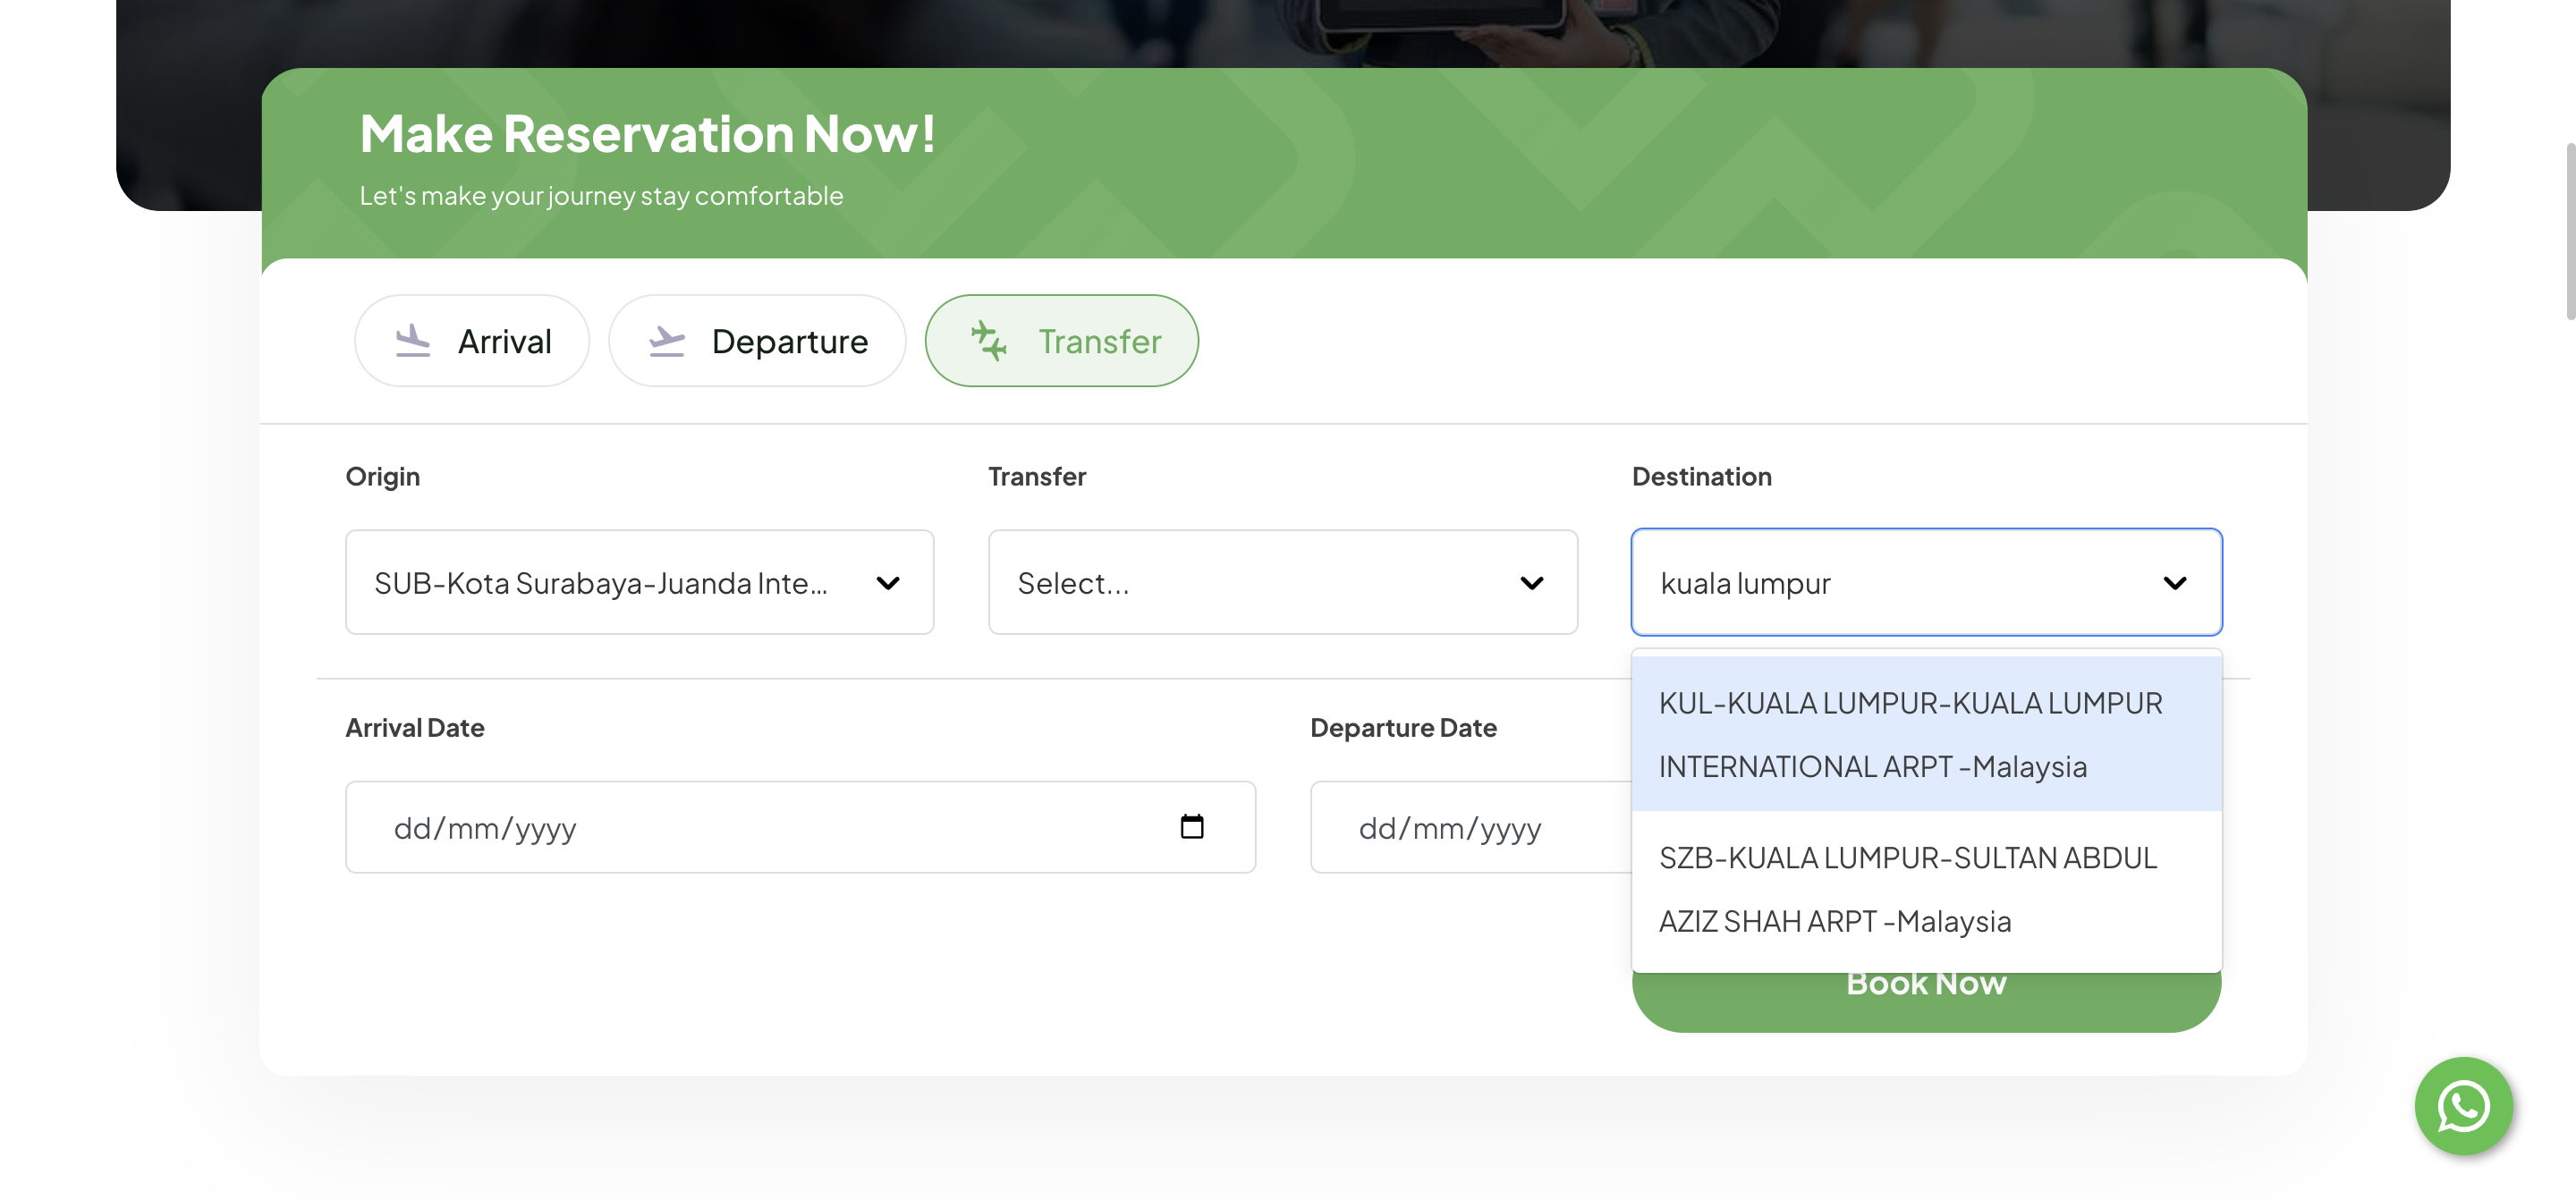 Make Reservation Now!
Let's make your journey stay comfortable
Arrival
Departure
Transfer
Origin
Transfer
Destination
SUB-Kota Surabaya-Juanda Inte...
Select...
kuala lumpur
KUL-KUALA LUMPUR-KUALA LUMPUR
INTERNATIONAL ARPT -Malaysia
SZB-KUALA LUMPUR-SULTAN ABDUL
AZIZ SHAH ARPT -Malaysia
Arrival Date
Departure Date
dd/mm/yyyy
dd/mm/yyyy
Book Now